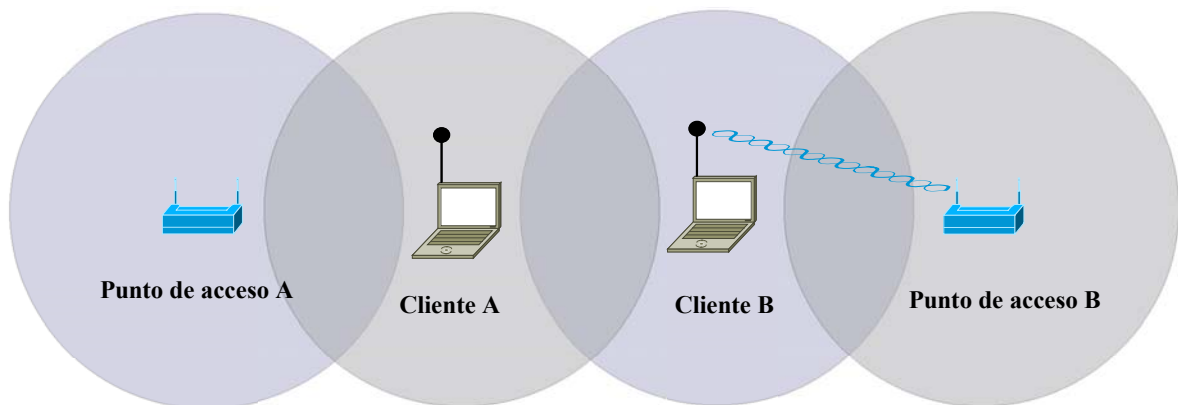 Punto de acceso A
Cliente A
Cliente B
Punto de acceso B